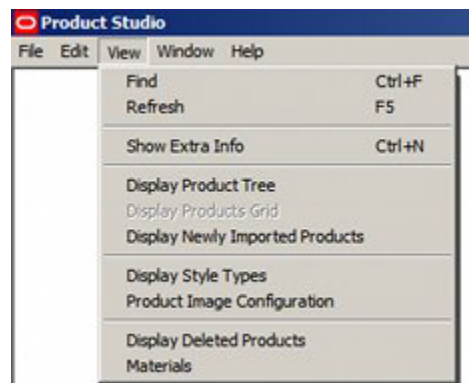 Product Studio
File Edit View Window Help
Find Ctrl+F
Refresh F5
Show Extra Info Ctrl+N
Display Product Tree
Display Products Grid
Display Newly Imported Products
Display Style Types
Product Image Configuration
Display Deleted Products
Materials